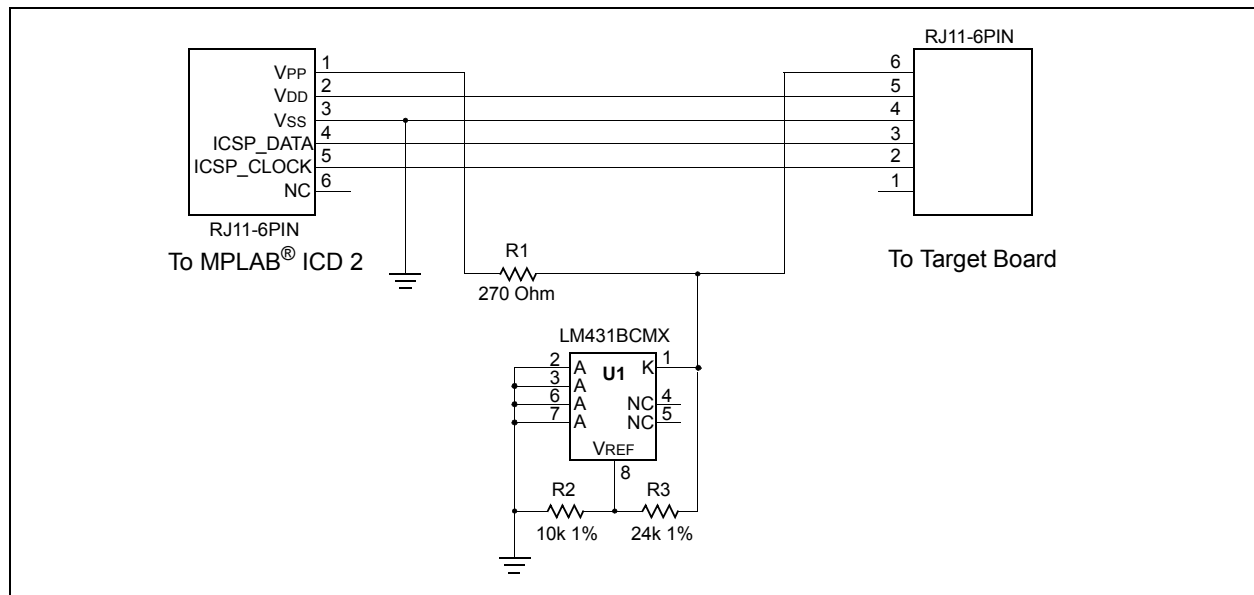 RJ11-6PIN
VPP 1
VDD 2
VSS 3
ICSP_DATA 4
ICSP_CLOCK 5
NC 6
RJ11-6PIN
To MPLAB® ICD 2
6
5
4
3
2
1
To Target Board
R1
270 Ohm
LM431BCMX
2 A U1 K 1
3 A
6 A NC 4
7 A NC 5
VREF
8
R2 R3
10k 1% 24k 1%